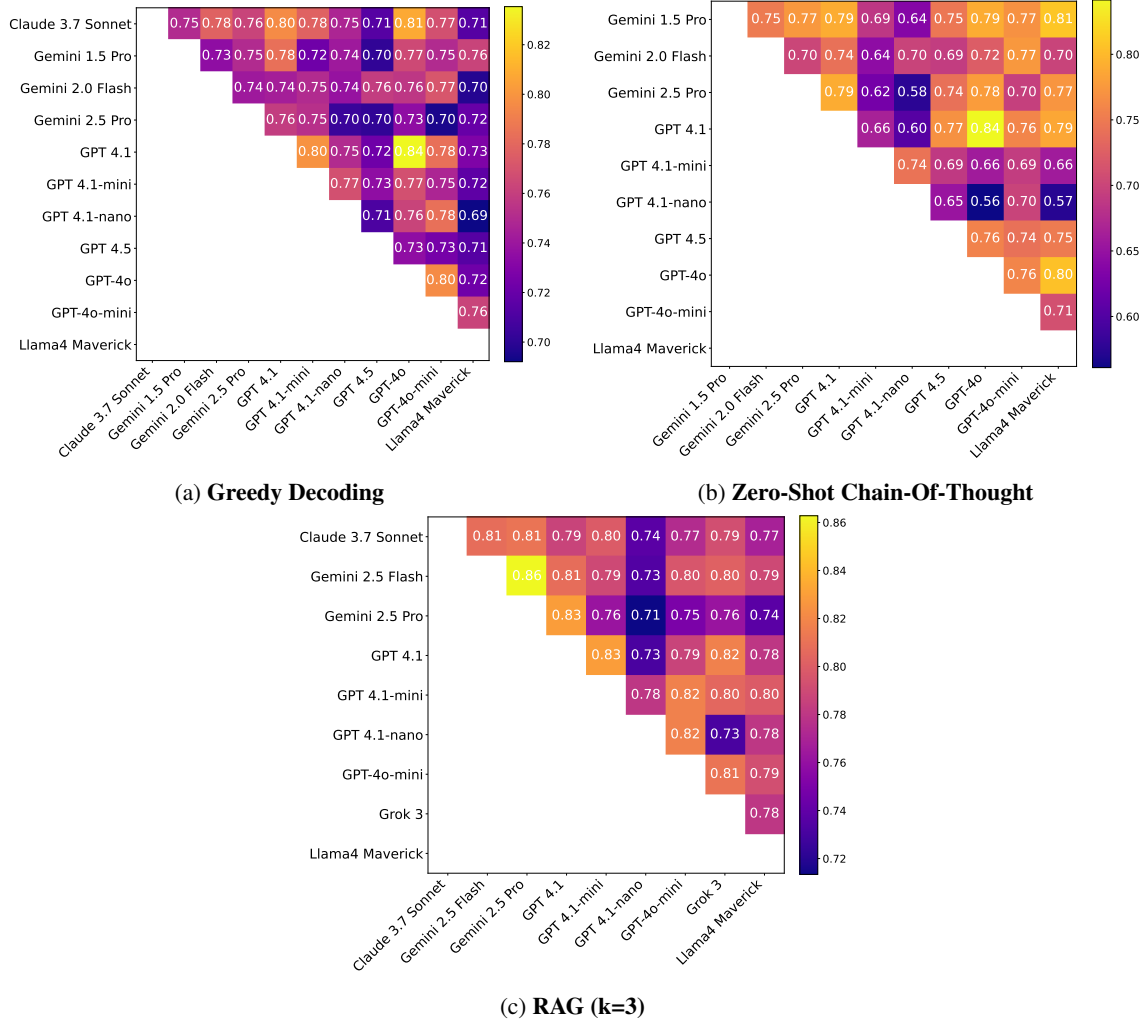 Claude 3.7 Sonnet 0.75 0.78 0.76 0.80 0.78 0.75 0.71 0.81 0.77 0.71
Gemini 1.5 Pro 0.73 0.75 0.78 0.72 0.74 0.70 0.77 0.75 0.76
Gemini 2.0 Flash 0.74 0.74 0.75 0.74 0.76 0.76 0.77 0.70
Gemini 2.5 Pro 0.76 0.75 0.70 0.70 0.73 0.70 0.72
GPT 4.1 0.80 0.75 0.72 0.84 0.78 0.73
GPT 4.1-mini 0.77 0.73 0.77 0.75 0.72
GPT 4.1-nano 0.71 0.76 0.78 0.69
GPT 4.5 0.73 0.73 0.71
GPT-4o 0.80 0.72
GPT-4o-mini 0.76
Llama4 Maverick
Claude 3.7 Sonnet
Gemini 1.5 Pro
Gemini 2.0 Flash
Gemini 2.5 Pro
GPT 4.1
GPT 4.1-mini
GPT 4.1-nano
GPT 4.5
GPT-4o
GPT-4o-mini
Llama4 Maverick
0.82
0.80
0.78
0.76
0.74
0.72
0.70
(a) Greedy Decoding
Gemini 1.5 Pro 0.75 0.77 0.79 0.69 0.64 0.75 0.79 0.77 0.81
Gemini 2.0 Flash 0.70 0.74 0.64 0.70 0.69 0.72 0.77 0.70
Gemini 2.5 Pro 0.79 0.62 0.58 0.74 0.78 0.70 0.77
GPT 4.1 0.66 0.60 0.77 0.84 0.76 0.79
GPT 4.1-mini 0.74 0.69 0.66 0.69 0.66
GPT 4.1-nano 0.65 0.56 0.70 0.57
GPT 4.5 0.76 0.74 0.75
GPT-4o 0.76 0.80
GPT-4o-mini 0.71
Llama4 Maverick
Gemini 1.5 Pro
Gemini 2.0 Flash
Gemini 2.5 Pro
GPT 4.1
GPT 4.1-mini
GPT 4.1-nano
GPT 4.5
GPT-4o
GPT-4o-mini
Llama4 Maverick
0.80
0.75
0.70
0.65
0.60
(b) Zero-Shot Chain-Of-Thought
Claude 3.7 Sonnet 0.81 0.81 0.79 0.80 0.74 0.77 0.79 0.77
Gemini 2.5 Flash 0.86 0.81 0.79 0.73 0.80 0.80 0.79
Gemini 2.5 Pro 0.83 0.76 0.71 0.75 0.76 0.74
GPT 4.1 0.83 0.73 0.79 0.82 0.78
GPT 4.1-mini 0.78 0.82 0.80 0.80
GPT 4.1-nano 0.82 0.73 0.78
GPT-4o-mini 0.81 0.79
Grok 3 0.78
Llama4 Maverick
Claude 3.7 Sonnet
Gemini 2.5 Flash
Gemini 2.5 Pro
GPT 4.1
GPT 4.1-mini
GPT 4.1-nano
GPT-4o-mini
Grok 3
Llama4 Maverick
0.86
0.84
0.82
0.80
0.78
0.76
0.74
0.72
(c) RAG (k=3)